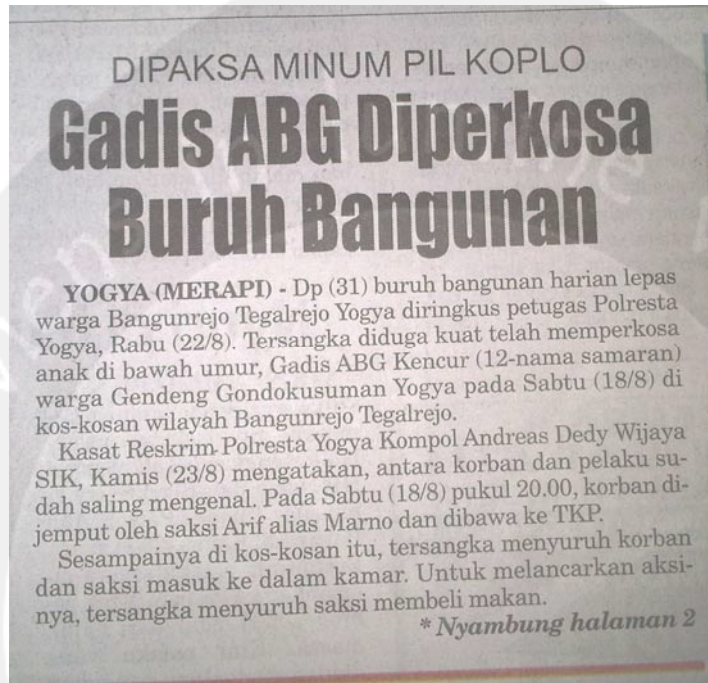 DIPAKSA MINUM PIL KOPLO
Gadis ABG Diperkosa
Buruh Bangunan
YOGYA (MERAPI) - Dp (31) buruh bangunan harian lepas
warga Bangunrejo Tegalrejo Yogya diringkus petugas Polresta
Yogya, Rabu (22/8). Tersangka diduga kuat telah memperkosa
anak di bawah umur, Gadis ABG Kencur (12-nama samaran)
warga Gendeng Gondokusuman Yogya pada Sabtu (18/8) di
kos-kosan wilayah Bangunrejo Tegalrejo.
Kasat Reskrim Polresta Yogya Kompol Andreas Dedy Wijaya
SIK, Kamis (23/8) mengatakan, antara korban dan pelaku su-
dah saling mengenal. Pada Sabtu (18/8) pukul 20.00, korban di-
jemput oleh saksi Arif alias Marno dan dibawa ke TKP.
Sesampainya di kos-kosan itu, tersangka menyuruh korban
dan saksi masuk ke dalam kamar. Untuk melancarkan aksi-
nya, tersangka menyuruh saksi membeli makan.
* Nyambung halaman 2